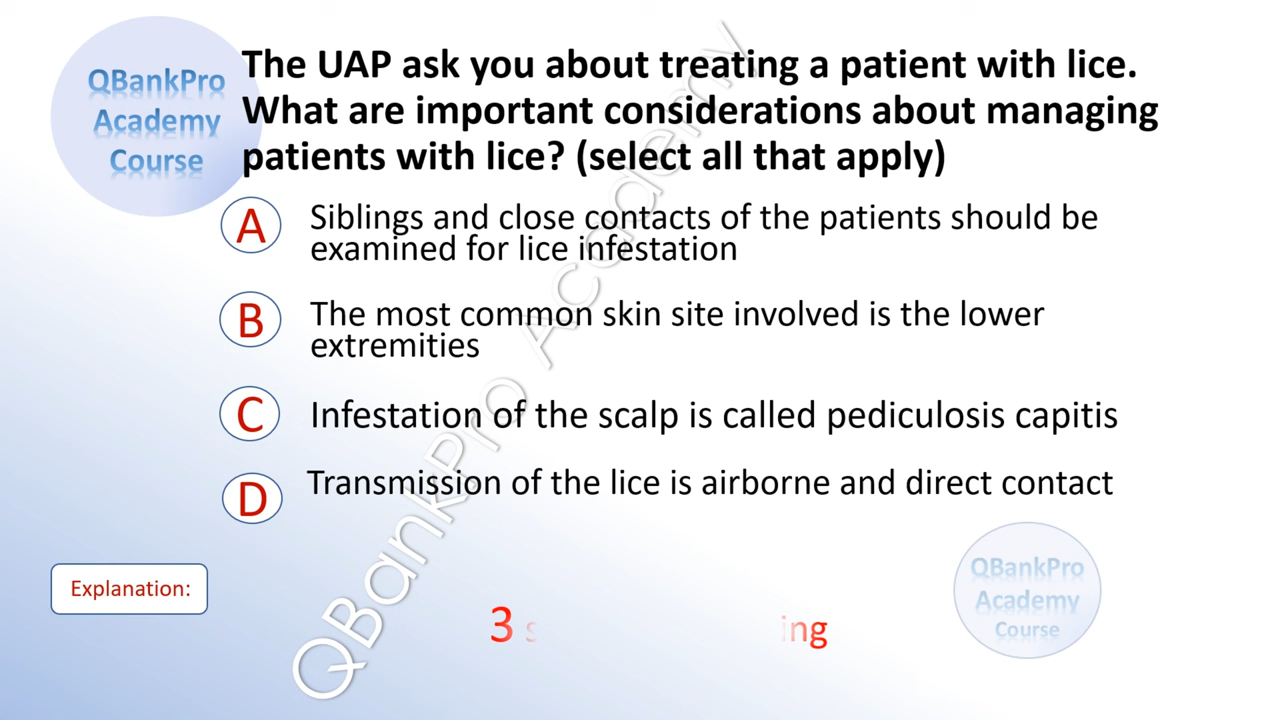 QBankPro
Academy
Course
The UAP ask you about treating a patient with lice.
What are important considerations about managing
patients with lice? (select all that apply)
A
Siblings and close contacts of the patients should be
examined for lice infestation
B
The most common skin site involved is the lower
extremities
C
Infestation of the scalp is called pediculosis capitis
D
Transmission of the lice is airborne and direct contact
QBankPro Academy
Explanation:
3
QBankPro
Academy
Course